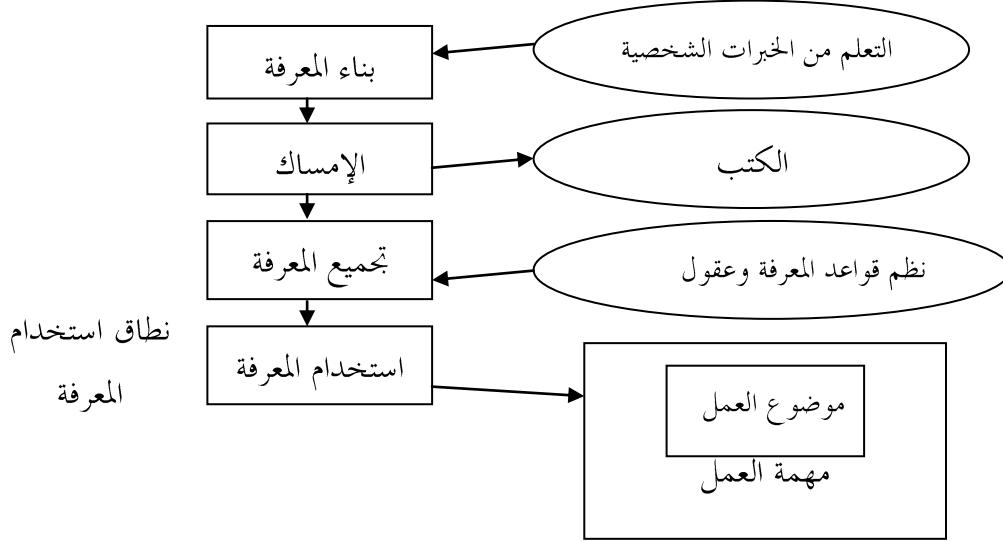 التعلم من الخبرات الشخصية
بناء المعرفة
الكتب
الإمساك
نظم قواعد المعرفة وعقول
تجميع المعرفة
نطاق استخدام
المعرفة
استخدام المعرفة
موضوع العمل
مهمة العمل